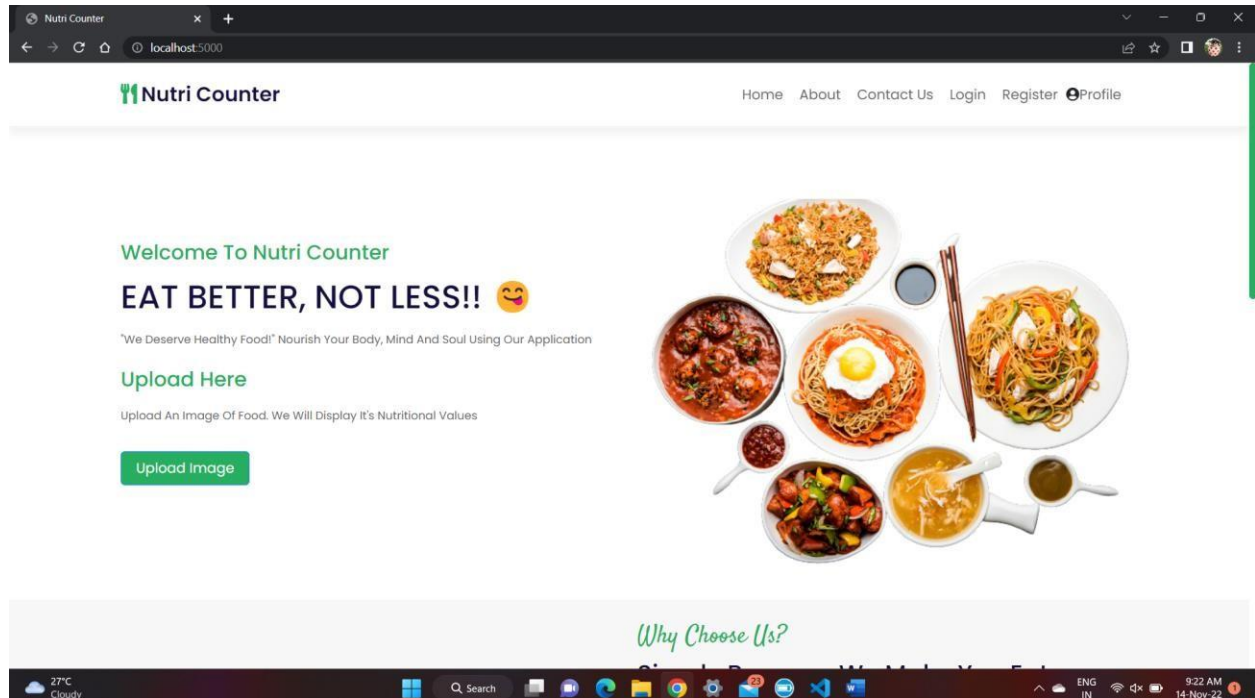 Nutri Counter
localhost:5000
Nutri Counter
Home About Contact Us Login Register Profile
Welcome To Nutri Counter
EAT BETTER, NOT LESS!!
"We Deserve Healthy Food!" Nourish Your Body, Mind And Soul Using Our Application
Upload Here
Upload An Image Of Food. We Will Display It's Nutritional Values
Upload Image
Why Choose Us?
27°C
Cloudy
Search
23
ENG
IN
9:22 AM
14-Nov-22
1